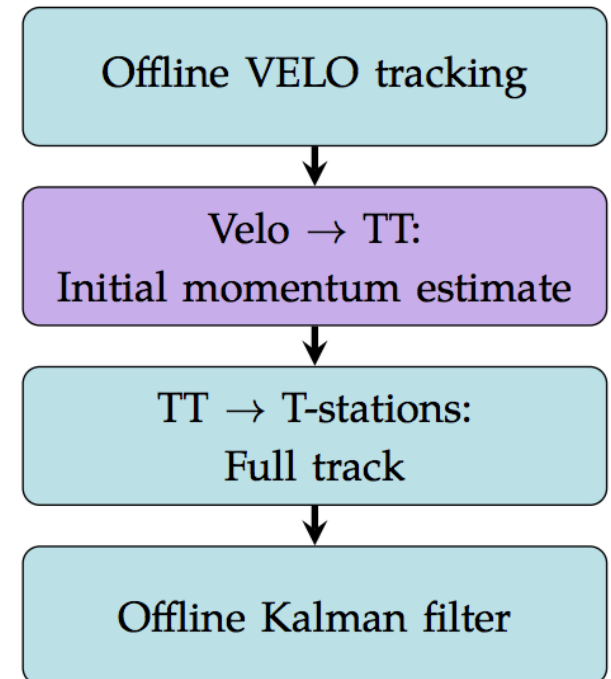 Offline VELO tracking
Velo → TT:
Initial momentum estimate
TT → T-stations:
Full track
Offline Kalman filter